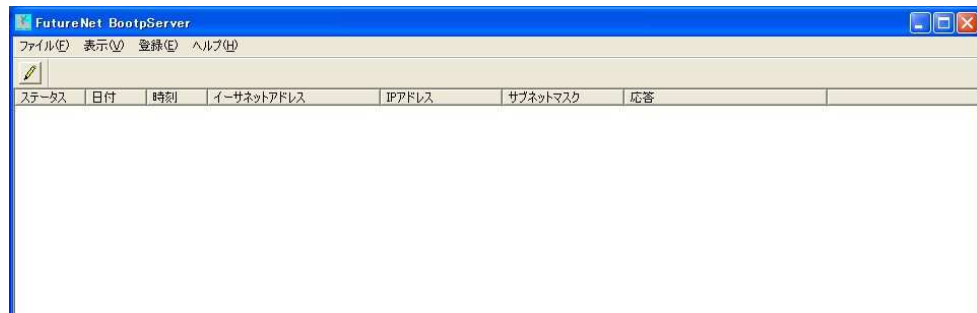 FutureNet BootpServer
ファイル(F) 表示(V) 登録(E) ヘルプ(H)
ステータス 日付 時刻 イーサネットアドレス IPアドレス サブネットマスク 応答